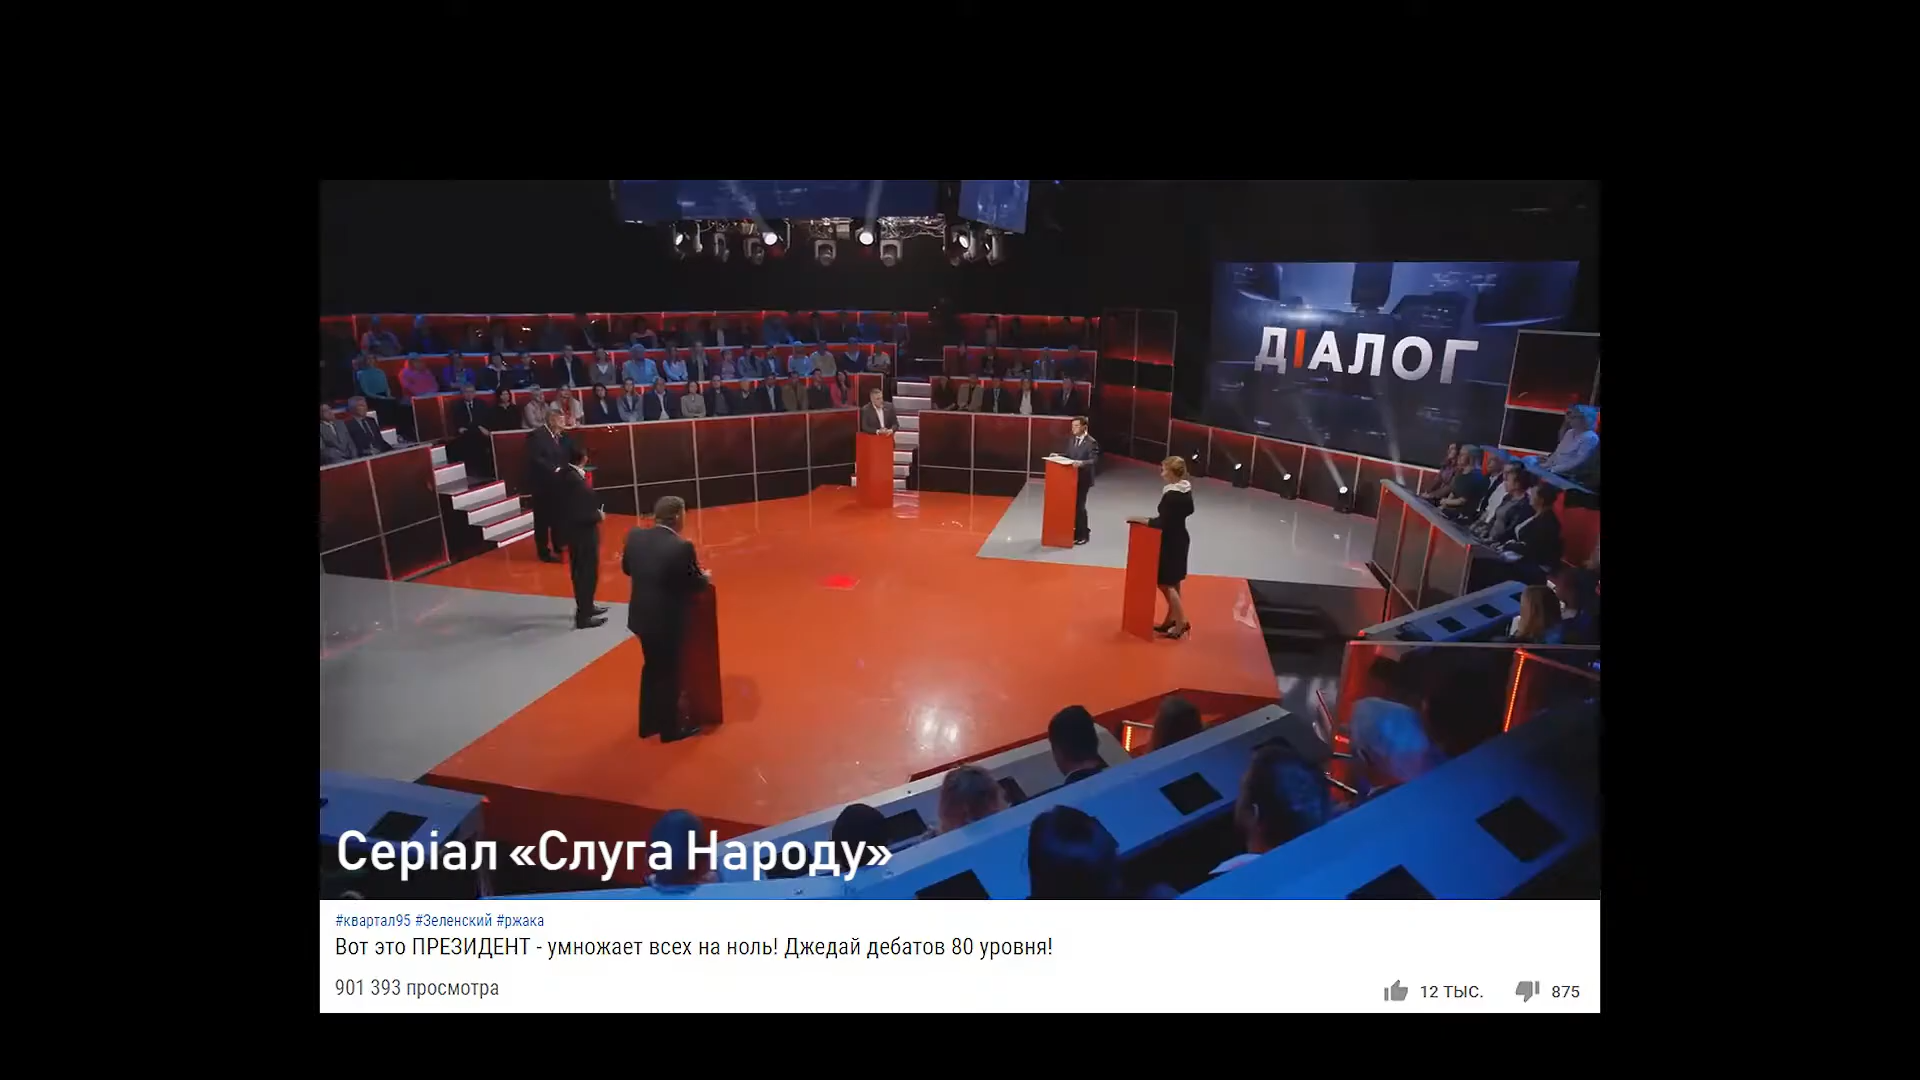 ДІАЛОГ
Серіал «Слуга Народу»
#квартал95 #Зеленский #ржака
Вот это ПРЕЗИДЕНТ - умножает всех на ноль! Джедай дебатов 80 уровня!
901 393 просмотра
12 ТЫС.
875